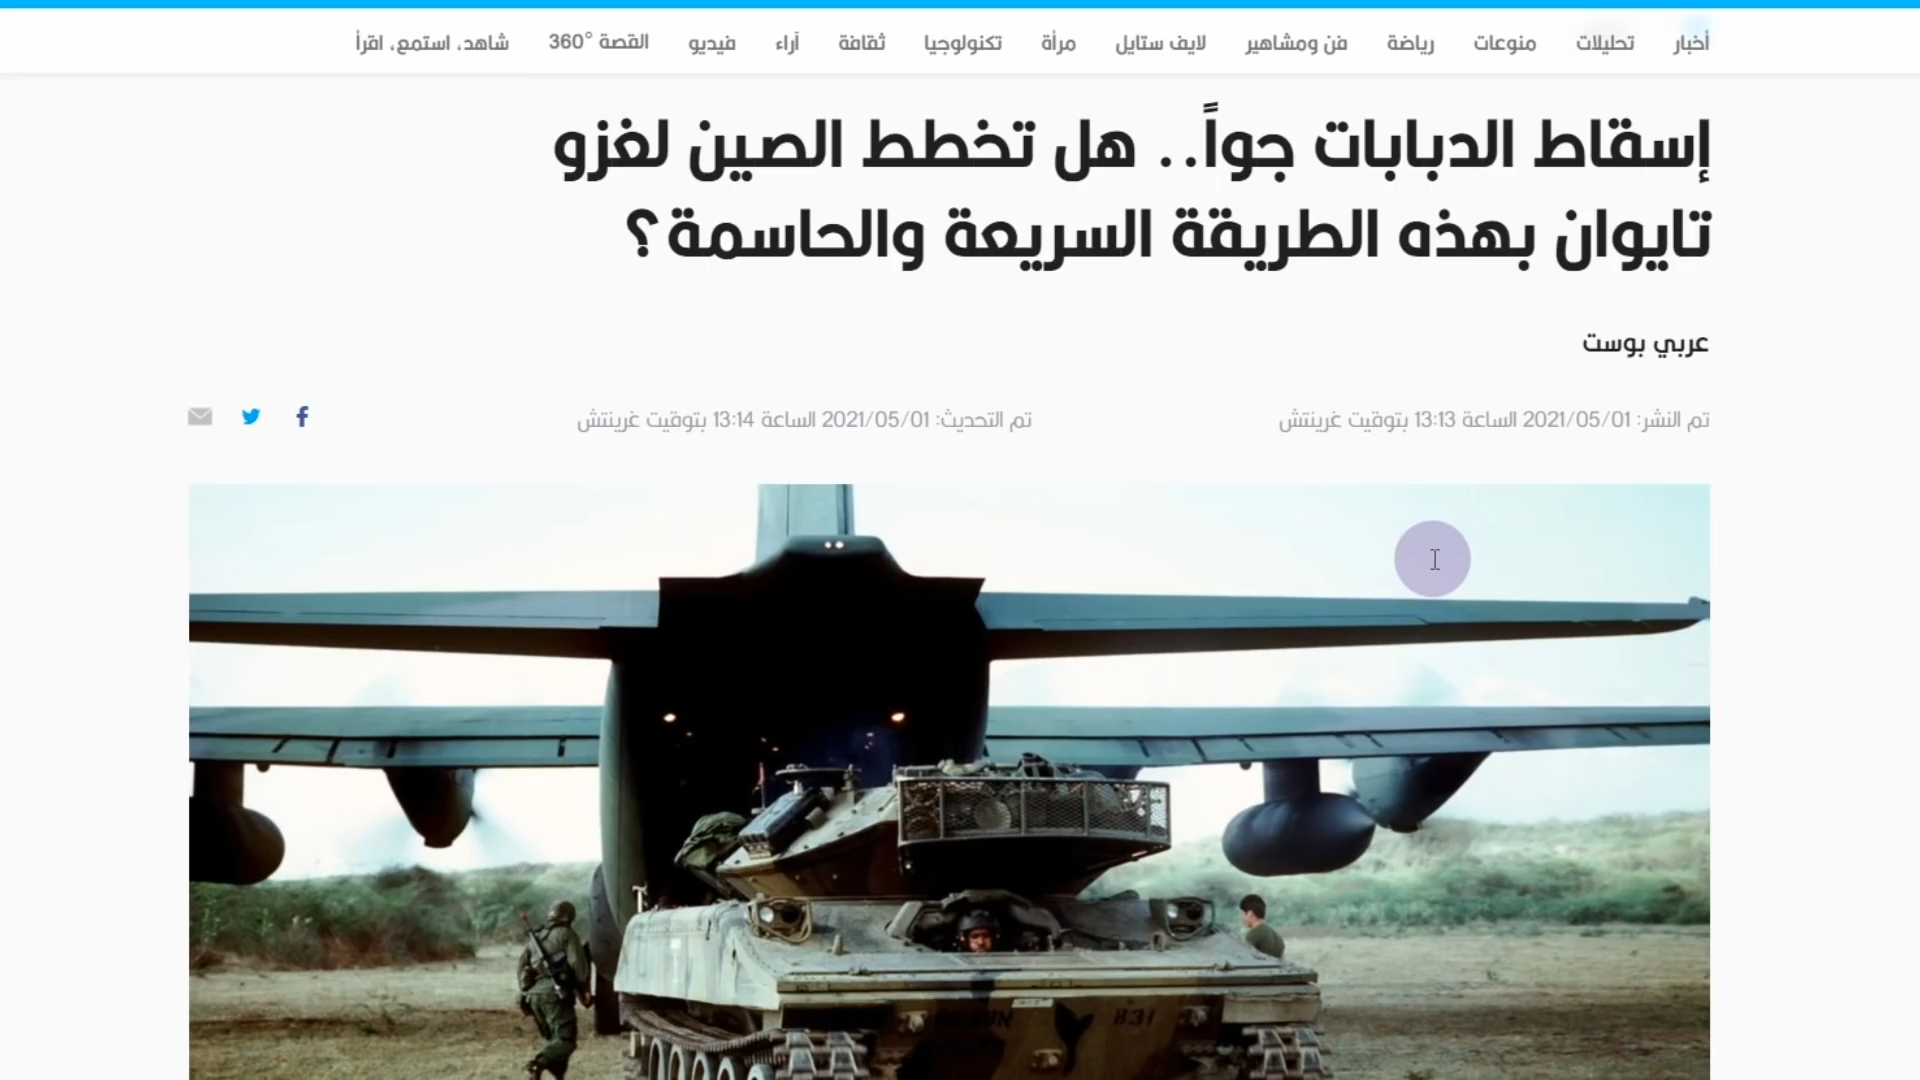 أخبار تحليلات منوعات رياضة فن ومشاهير لايف ستايل مرأة تكنولوجيا ثقافة آراء فيديو القصة °360 شاهد، استمع، اقرأ
إسقاط الدبابات جواً.. هل تخطط الصين لغزو
تايوان بهذه الطريقة السريعة والحاسمة؟
عربي بوست
تم النشر: 2021/05/01 الساعة 13:13 بتوقيت غرينتش تم التحديث: 2021/05/01 الساعة 13:14 بتوقيت غرينتش
B31